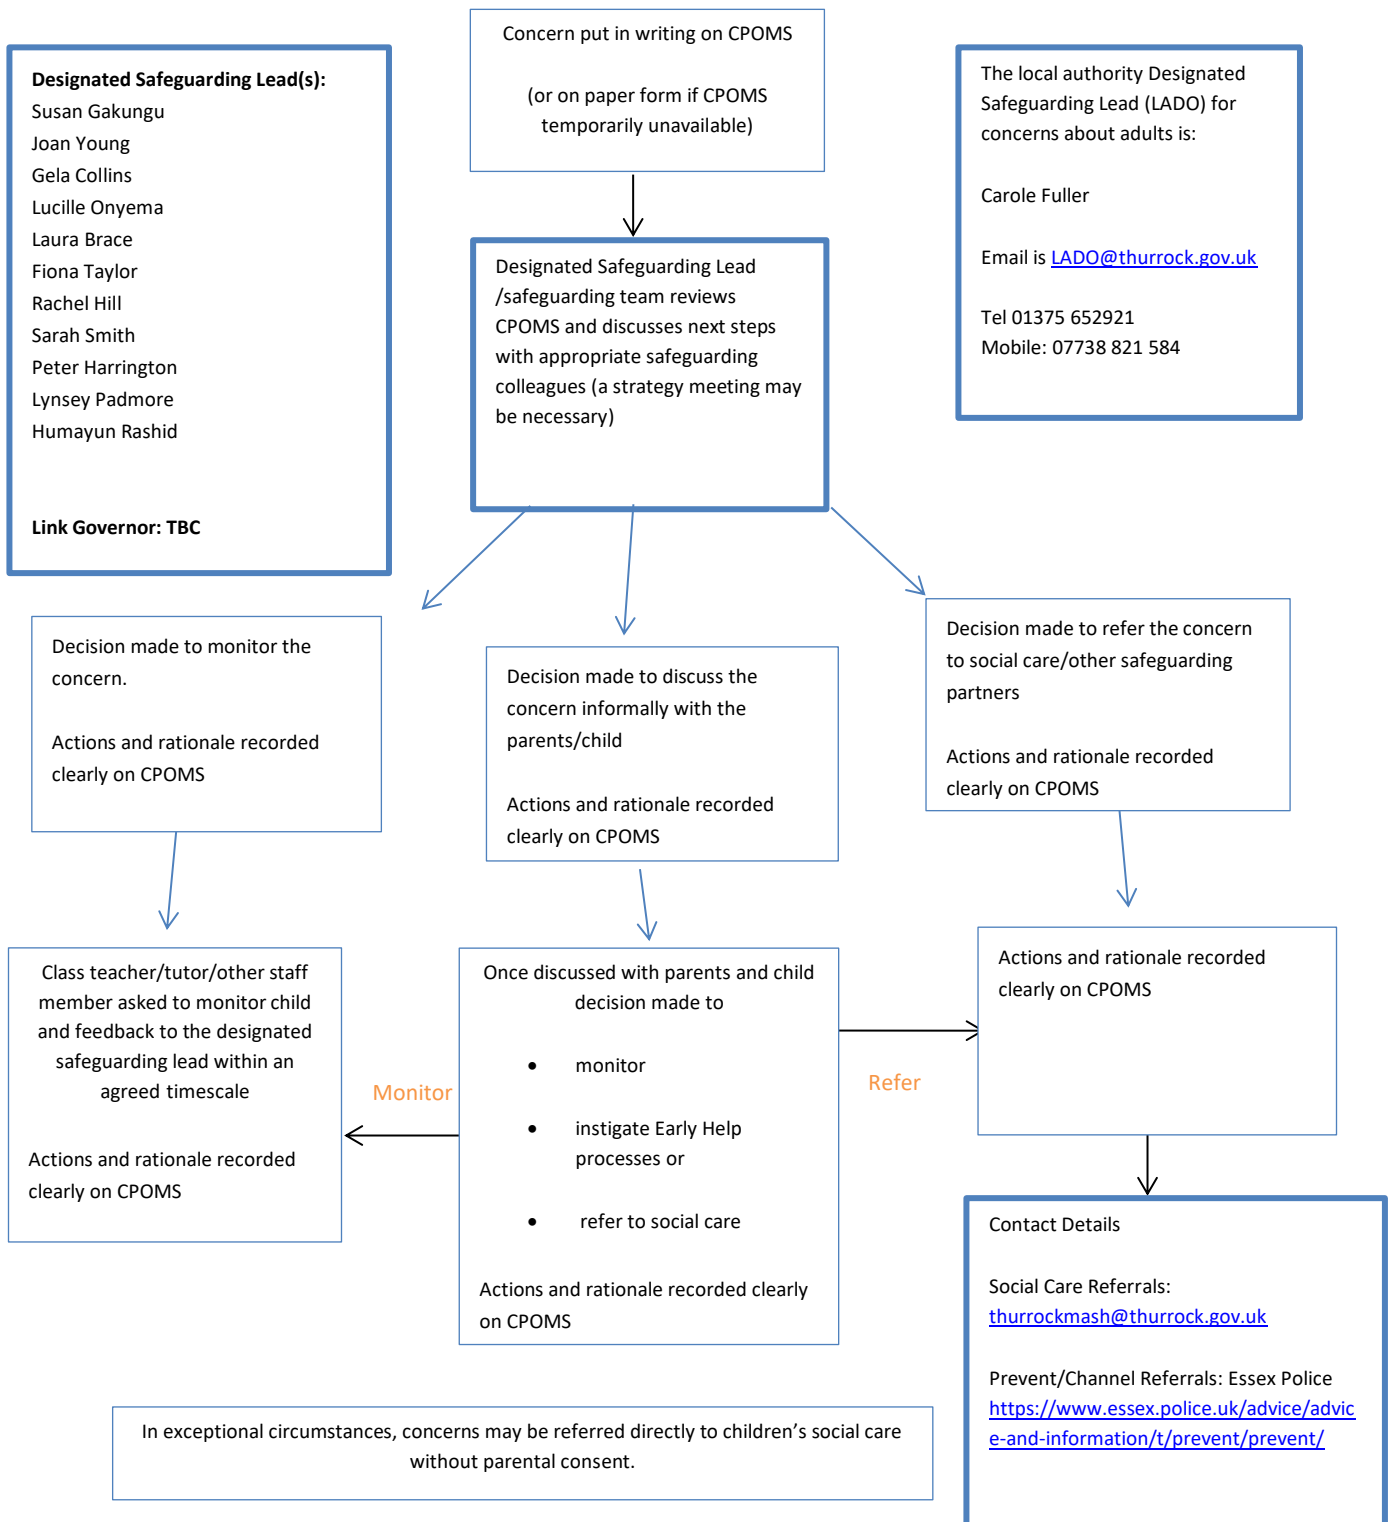 Concern put in writing on CPOMS
(or on paper form if CPOMS
temporarily unavailable)
Designated Safeguarding Lead(s):
Susan Gakungu
Joan Young
Gela Collins
Lucille Onyema
Laura Brace
Fiona Taylor
Rachel Hill
Sarah Smith
Peter Harrington
Lynsey Padmore
Humayun Rashid
Link Governor: TBC
The local authority Designated
Safeguarding Lead (LADO) for
concerns about adults is:
Carole Fuller
Email is LADO@thurrock.gov.uk
Tel 01375 652921
Mobile: 07738 821 584
Designated Safeguarding Lead
/safeguarding team reviews
CPOMS and discusses next steps
with appropriate safeguarding
colleagues (a strategy meeting may
be necessary)
Decision made to monitor the
concern.
Actions and rationale recorded
clearly on CPOMS
Decision made to discuss the
concern informally with the
parents/child
Actions and rationale recorded
clearly on CPOMS
Decision made to refer the concern
to social care/other safeguarding
partners
Actions and rationale recorded
clearly on CPOMS
Class teacher/tutor/other staff
member asked to monitor child
and feedback to the designated
safeguarding lead within an
agreed timescale
Actions and rationale recorded
clearly on CPOMS
Monitor
Once discussed with parents and child
decision made to
• monitor
• instigate Early Help
processes or
• refer to social care
Actions and rationale recorded clearly
on CPOMS
Refer
Actions and rationale recorded
clearly on CPOMS
Contact Details
Social Care Referrals:
thurrockmash@thurrock.gov.uk
Prevent/Channel Referrals: Essex Police
https://www.essex.police.uk/advice/advic
e-and-information/t/prevent/prevent/
In exceptional circumstances, concerns may be referred directly to children’s social care
without parental consent.